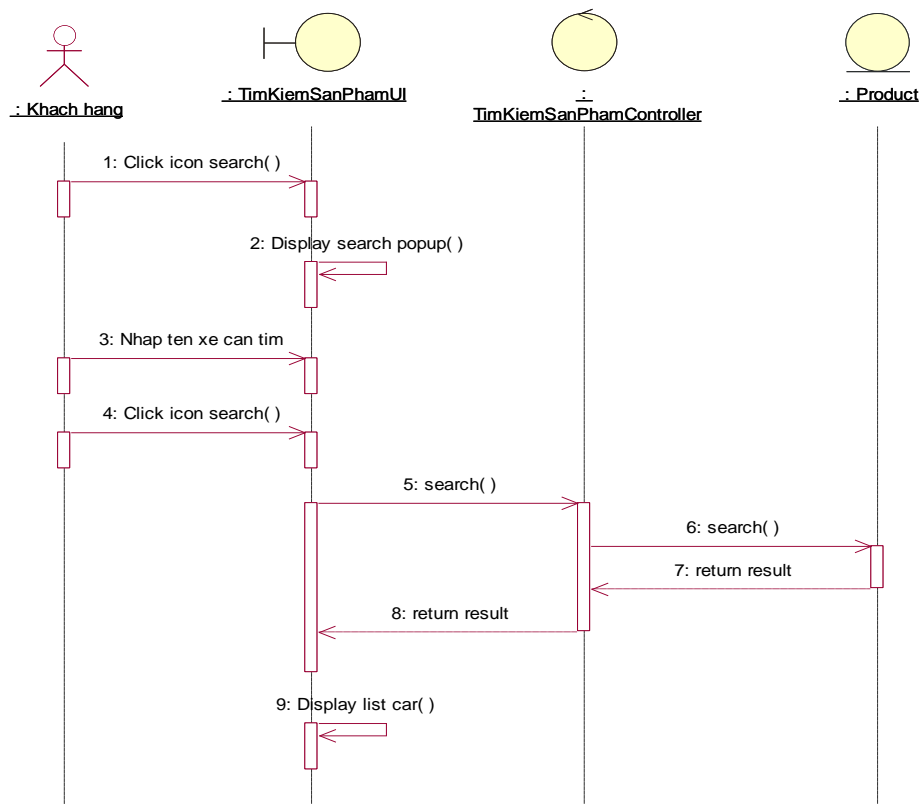 : Khach hang
: TimKiemSanPhamUI
:
TimKiemSanPhamController
: Product
1: Click icon search( )
2: Display search popup( )
3: Nhap ten xe can tim
4: Click icon search( )
5: search( )
6: search( )
7: return result
8: return result
9: Display list car( )